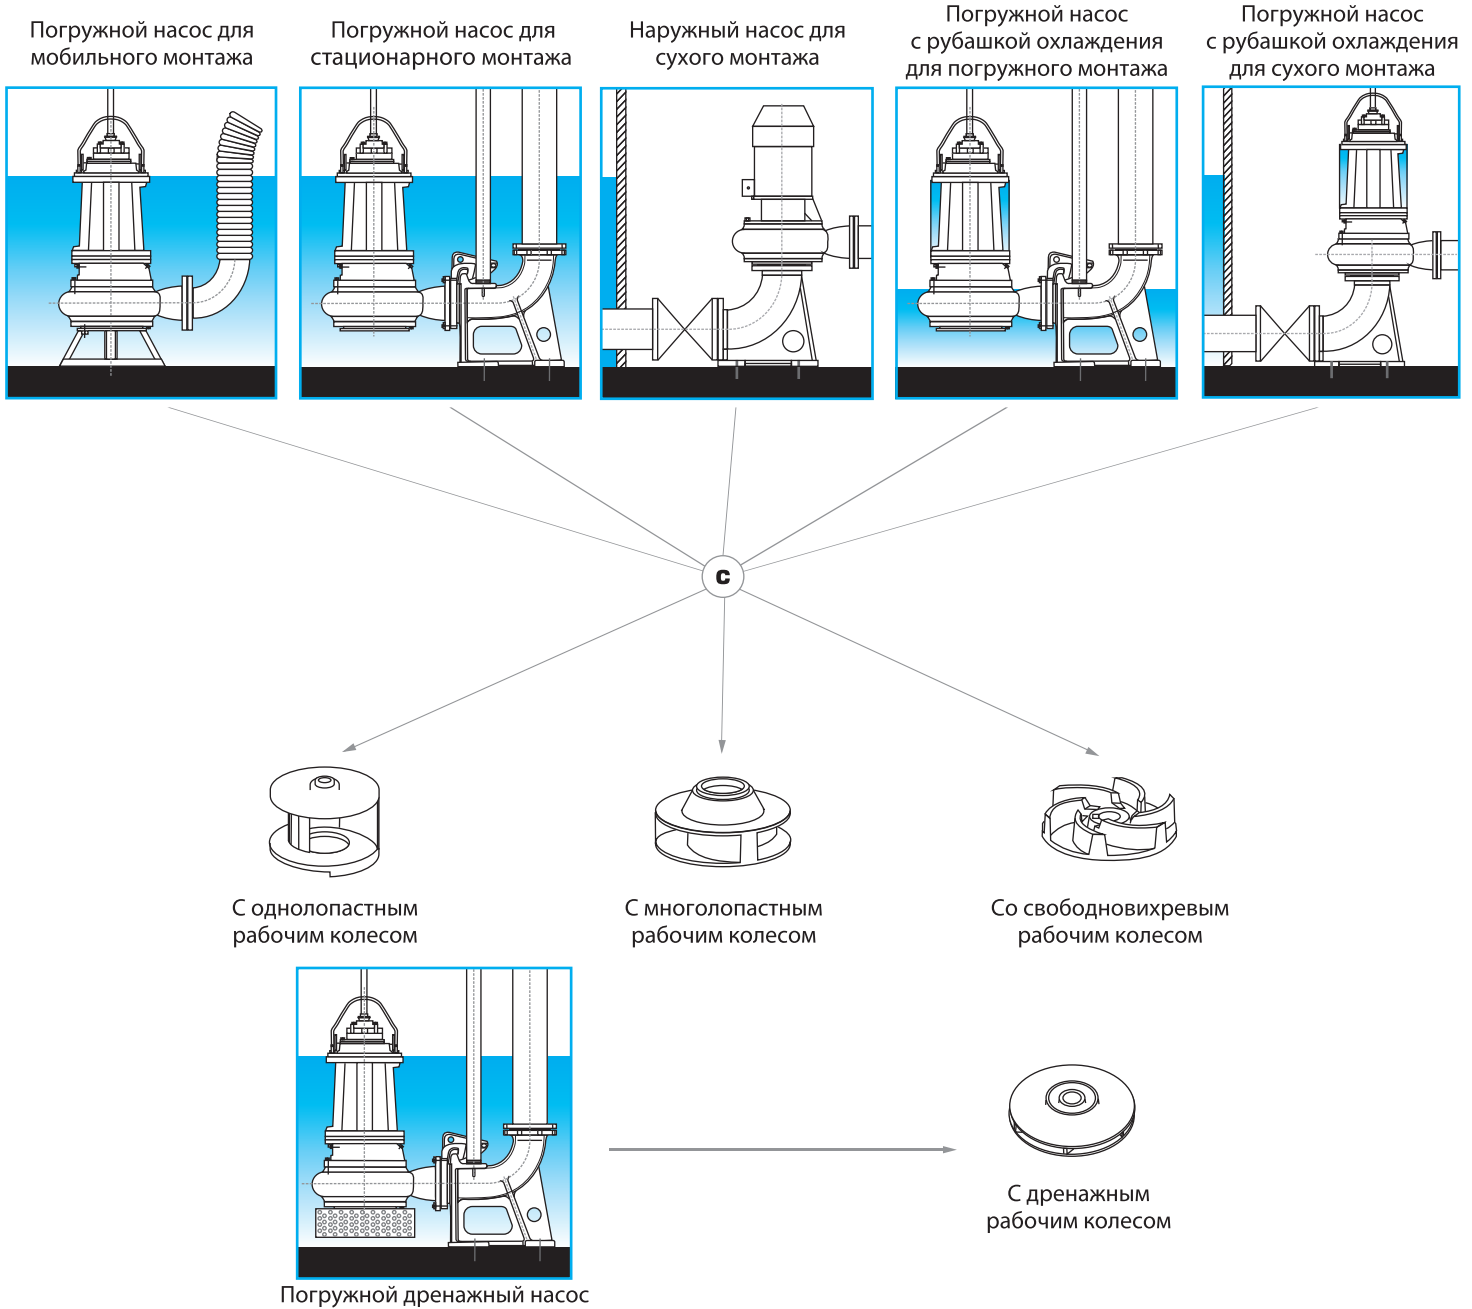 Погружной насос для
мобильного монтажа
Погружной насос для
стационарного монтажа
Наружный насос для
сухого монтажа
Погружной насос
с рубашкой охлаждения
для погружного монтажа
Погружной насос
с рубашкой охлаждения
для сухого монтажа
С
С однолопастным
рабочим колесом
С многолопастным
рабочим колесом
Со свободновихревым
рабочим колесом
С дренажным
рабочим колесом
Погружной дренажный насос